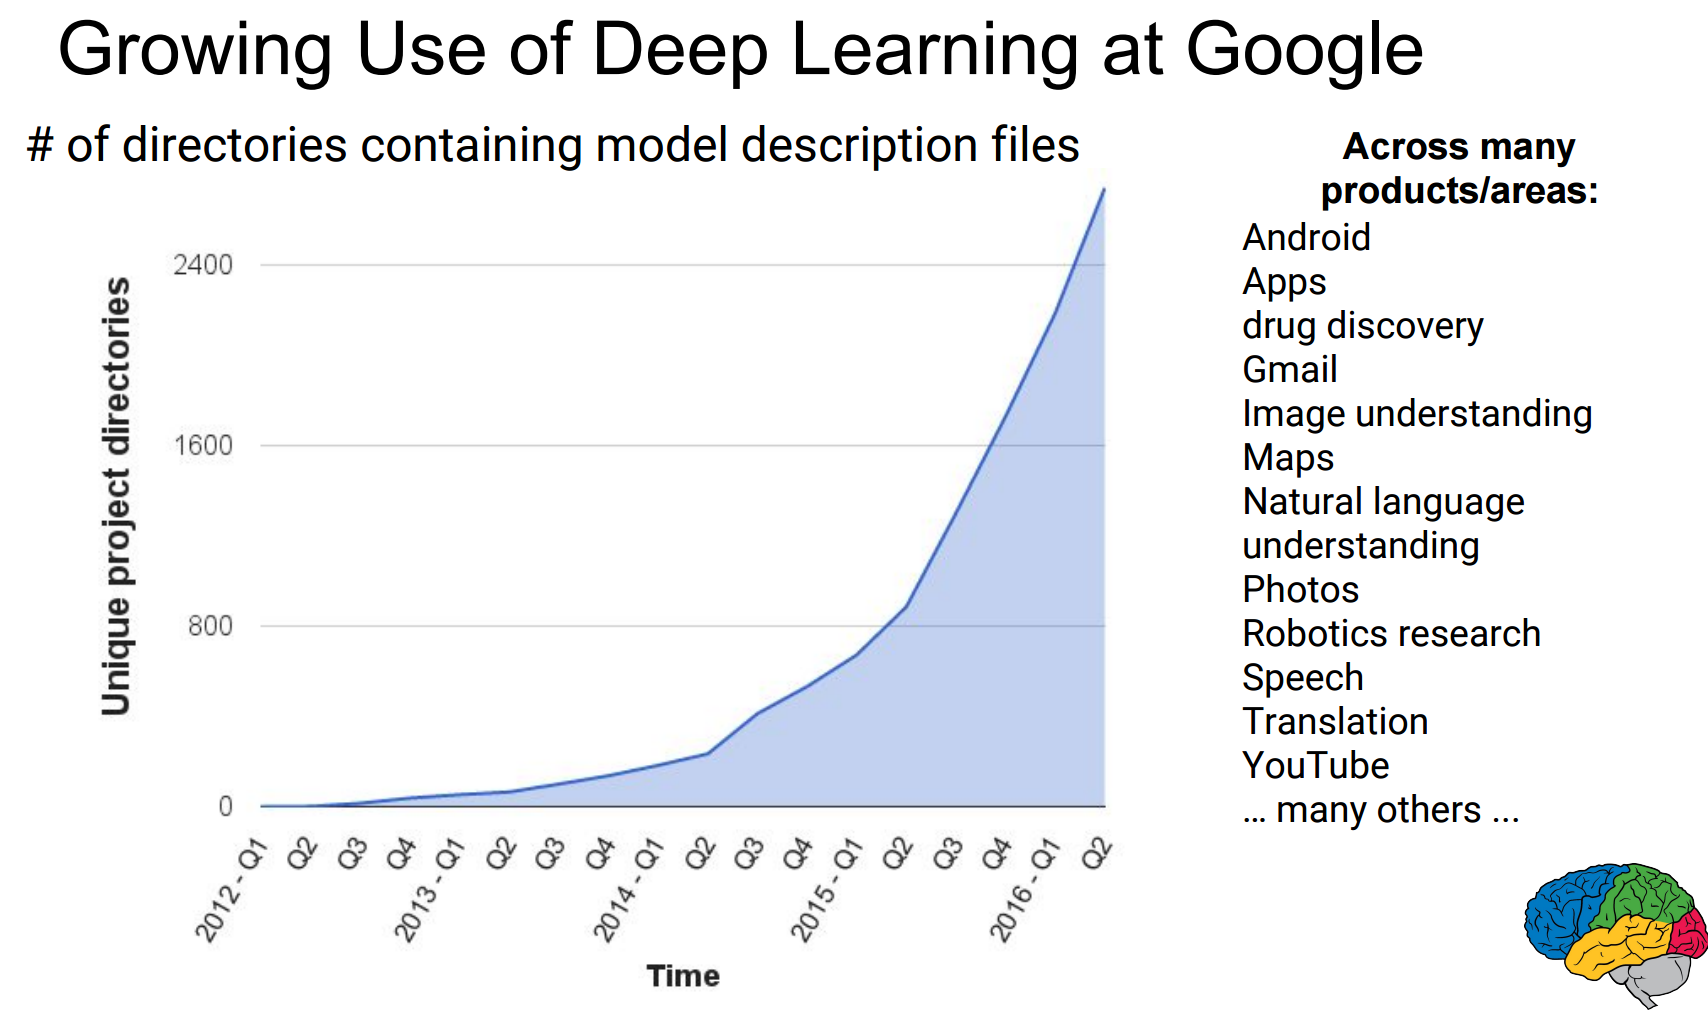 Growing Use of Deep Learning at Google
# of directories containing model description files
Unique project directories
2400
1600
800
0
2012 - Q1
Q2
Q3
Q4
2013 - Q1
Q2
Q3
Q4
2014 - Q1
Q2
Q3
Q4
2015 - Q1
Q2
Q3
Q4
2016 - Q1
Q2
Time
Across many
products/areas:
Android
Apps
drug discovery
Gmail
Image understanding
Maps
Natural language
understanding
Photos
Robotics research
Speech
Translation
YouTube
... many others ...